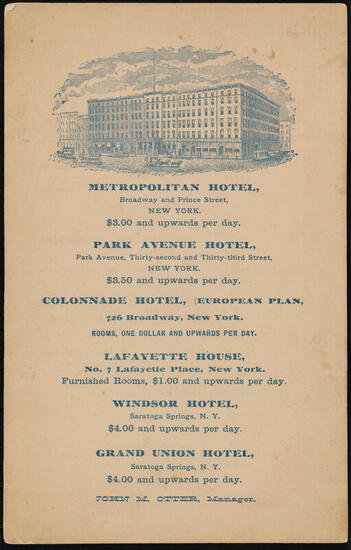 METROPOLITAN HOTEL,
Broadway and Prince Street,
NEW YORK.
$3.00 and upwards per day.
PARK AVENUE HOTEL,
Park Avenue, Thirty-second and Thirty-third Street,
NEW YORK.
$3.50 and upwards per day.
COLONNADE HOTEL, (EUROPEAN PLAN,
726 Broadway, New York.
ROOMS, ONE DOLLAR AND UPWARDS PER DAY.
LAFAYETTE HOUSE,
No. 7 Lafayette Place, New York.
Furnished Rooms, $1.00 and upwards per day.
WINDSOR HOTEL,
Saratoga Springs, N. Y.
$4.00 and upwards per day.
GRAND UNION HOTEL,
Saratoga Springs, N. Y.
$4.00 and upwards per day.
JOHN M. OTTER, Manager.